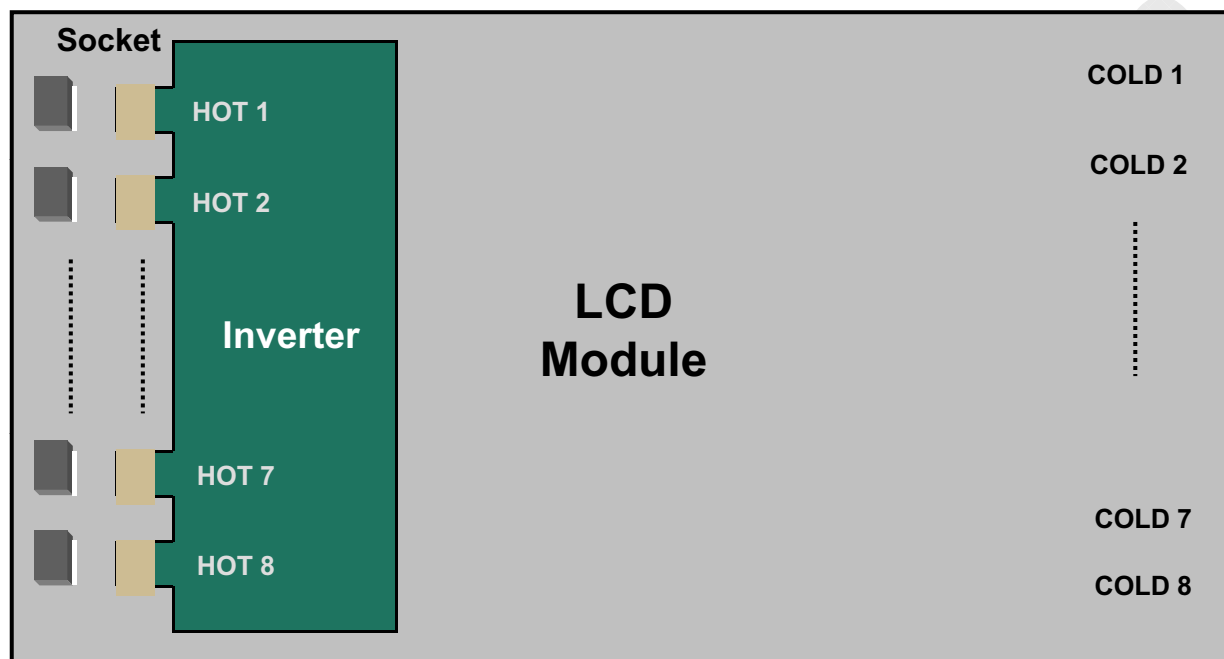 Socket
COLD 1
HOT 1
COLD 2
HOT 2
LCD
Module
Inverter
HOT 7
COLD 7
HOT 8
COLD 8